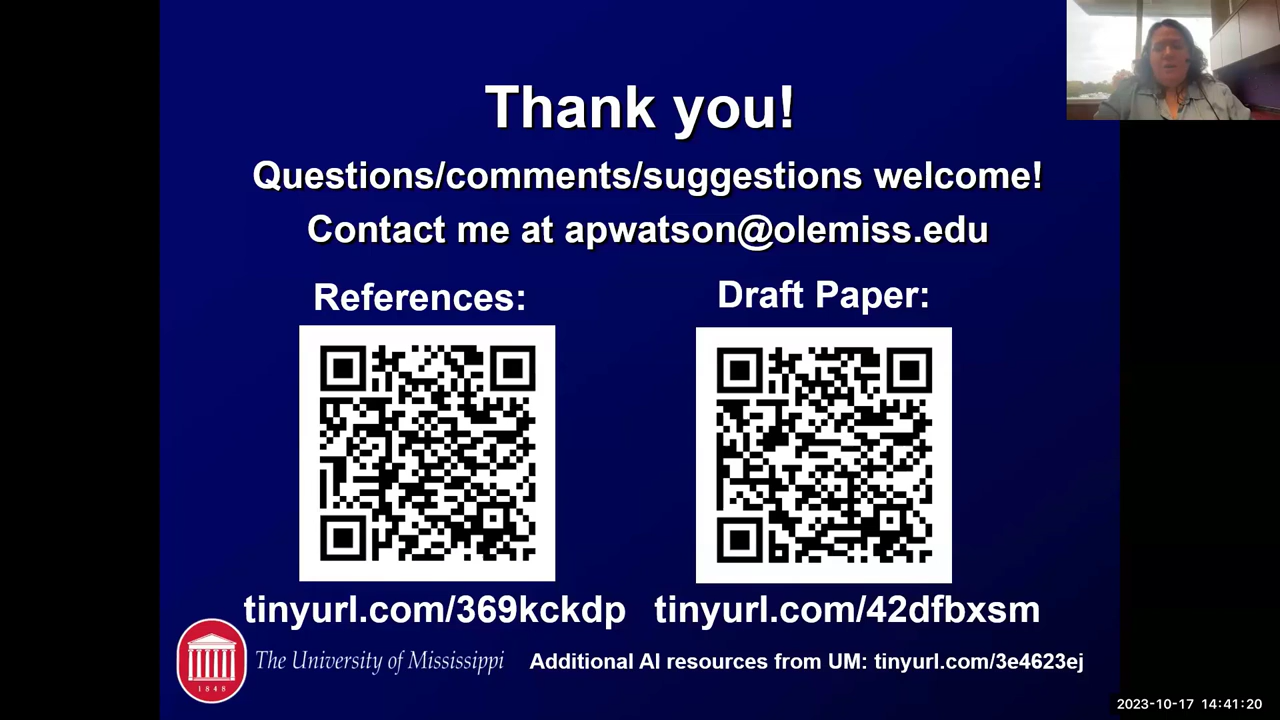 Thank you!
Questions/comments/suggestions welcome!
Contact me at apwatson@olemiss.edu
References:
Draft Paper:
tinyurl.com/369kckdp
tinyurl.com/42dfbxsm
1848
The University of Mississippi
Additional AI resources from UM: tinyurl.com/3e4623ej
2023-10-17 14:41:20